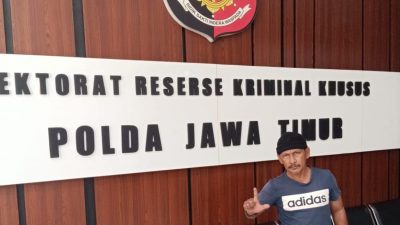 EKTORAT RESERSE KRIMINAL KHUSUS
POLDA JAWA TIMUR
adidas